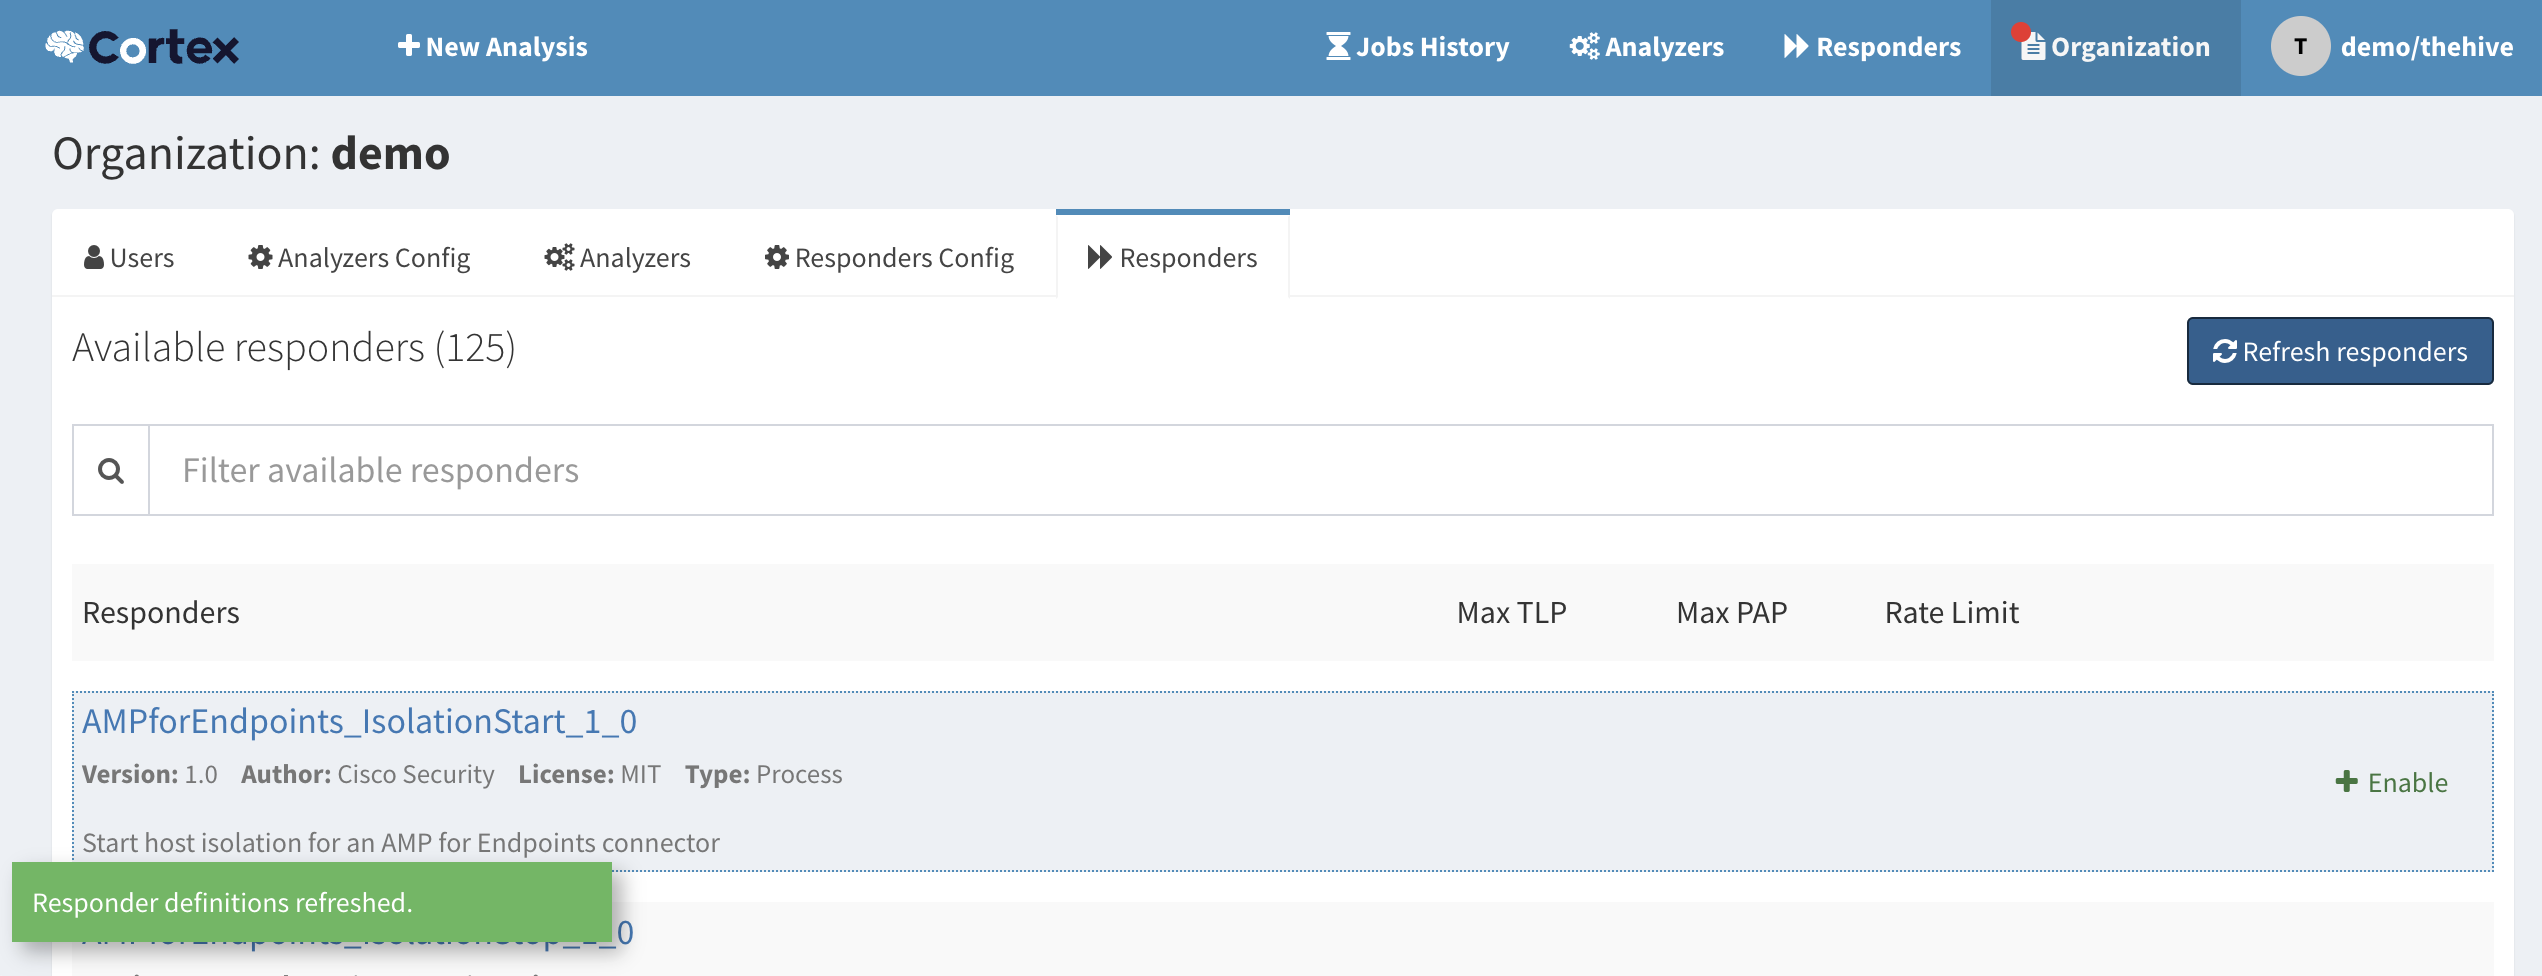 Cortex
New Analysis
Jobs History
Analyzers
Responders
Organization
T
demo/thehive
Organization: demo
Users
Analyzers Config
Analyzers
Responders Config
Responders
Available responders (125)
Refresh responders
Filter available responders
Responders Max TLP Max PAP Rate Limit
AMPforEndpoints_IsolationStart_1_0
Version: 1.0 Author: Cisco Security License: MIT Type: Process
Enable
Start host isolation for an AMP for Endpoints connector
Responder definitions refreshed.
AMPforEndpoints_IsolationStop_1_0